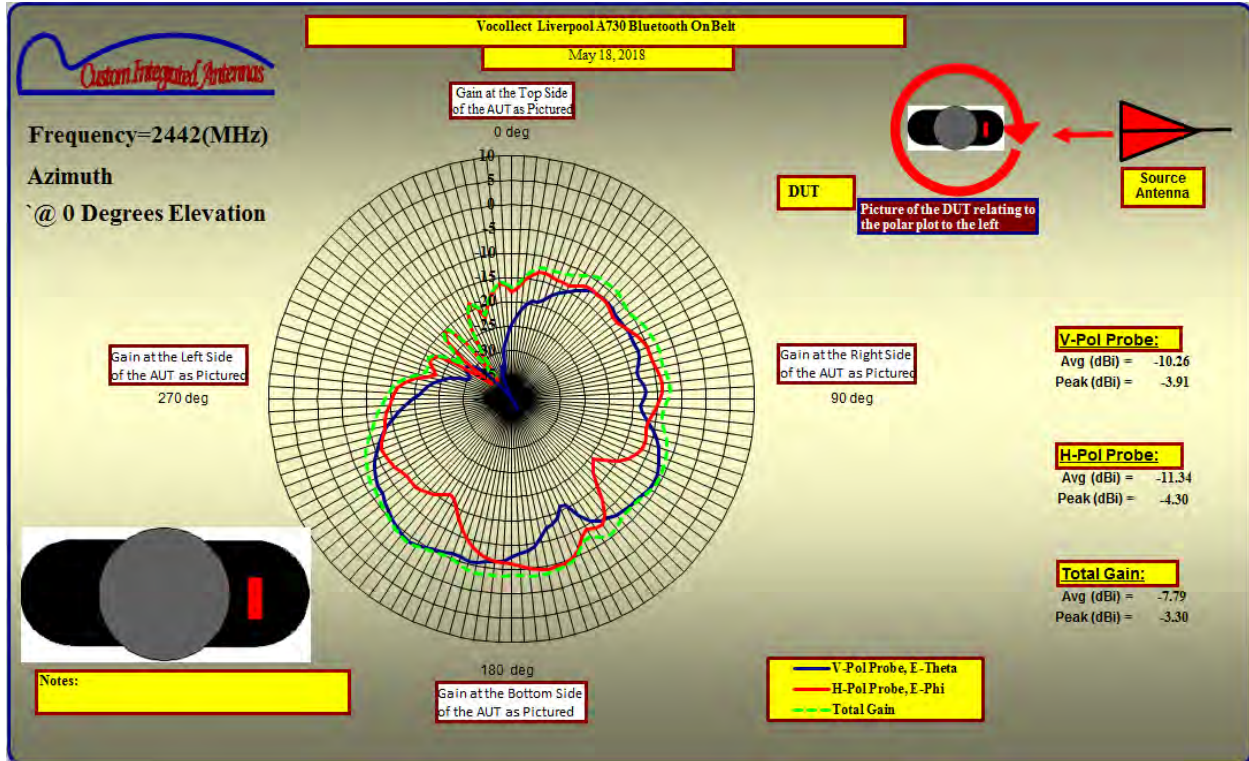 Vocollect Liverpool A730 Bluetooth On Belt
May 18, 2018
Custom Integrated Antennas
Frequency=2442(MHz)
Azimuth
`@ 0 Degrees Elevation
Gain at the Top Side
of the AUT as Pictured
0 deg
10
5
0
-5
-10
-15
-20
-25
-30
DUT
Source
Antenna
Picture of the DUT relating to
the polar plot to the left
Gain at the Left Side
of the AUT as Pictured
270 deg
Gain at the Right Side
of the AUT as Pictured
90 deg
V-Pol Probe:
Avg (dBi) = -10.26
Peak (dBi) = -3.91
H-Pol Probe:
Avg (dBi) = -11.34
Peak (dBi) = -4.30
Total Gain:
Avg (dBi) = -7.79
Peak (dBi) = -3.30
180 deg
Gain at the Bottom Side
of the AUT as Pictured
Notes:
V-Pol Probe, E-Theta
H-Pol Probe, E-Phi
Total Gain